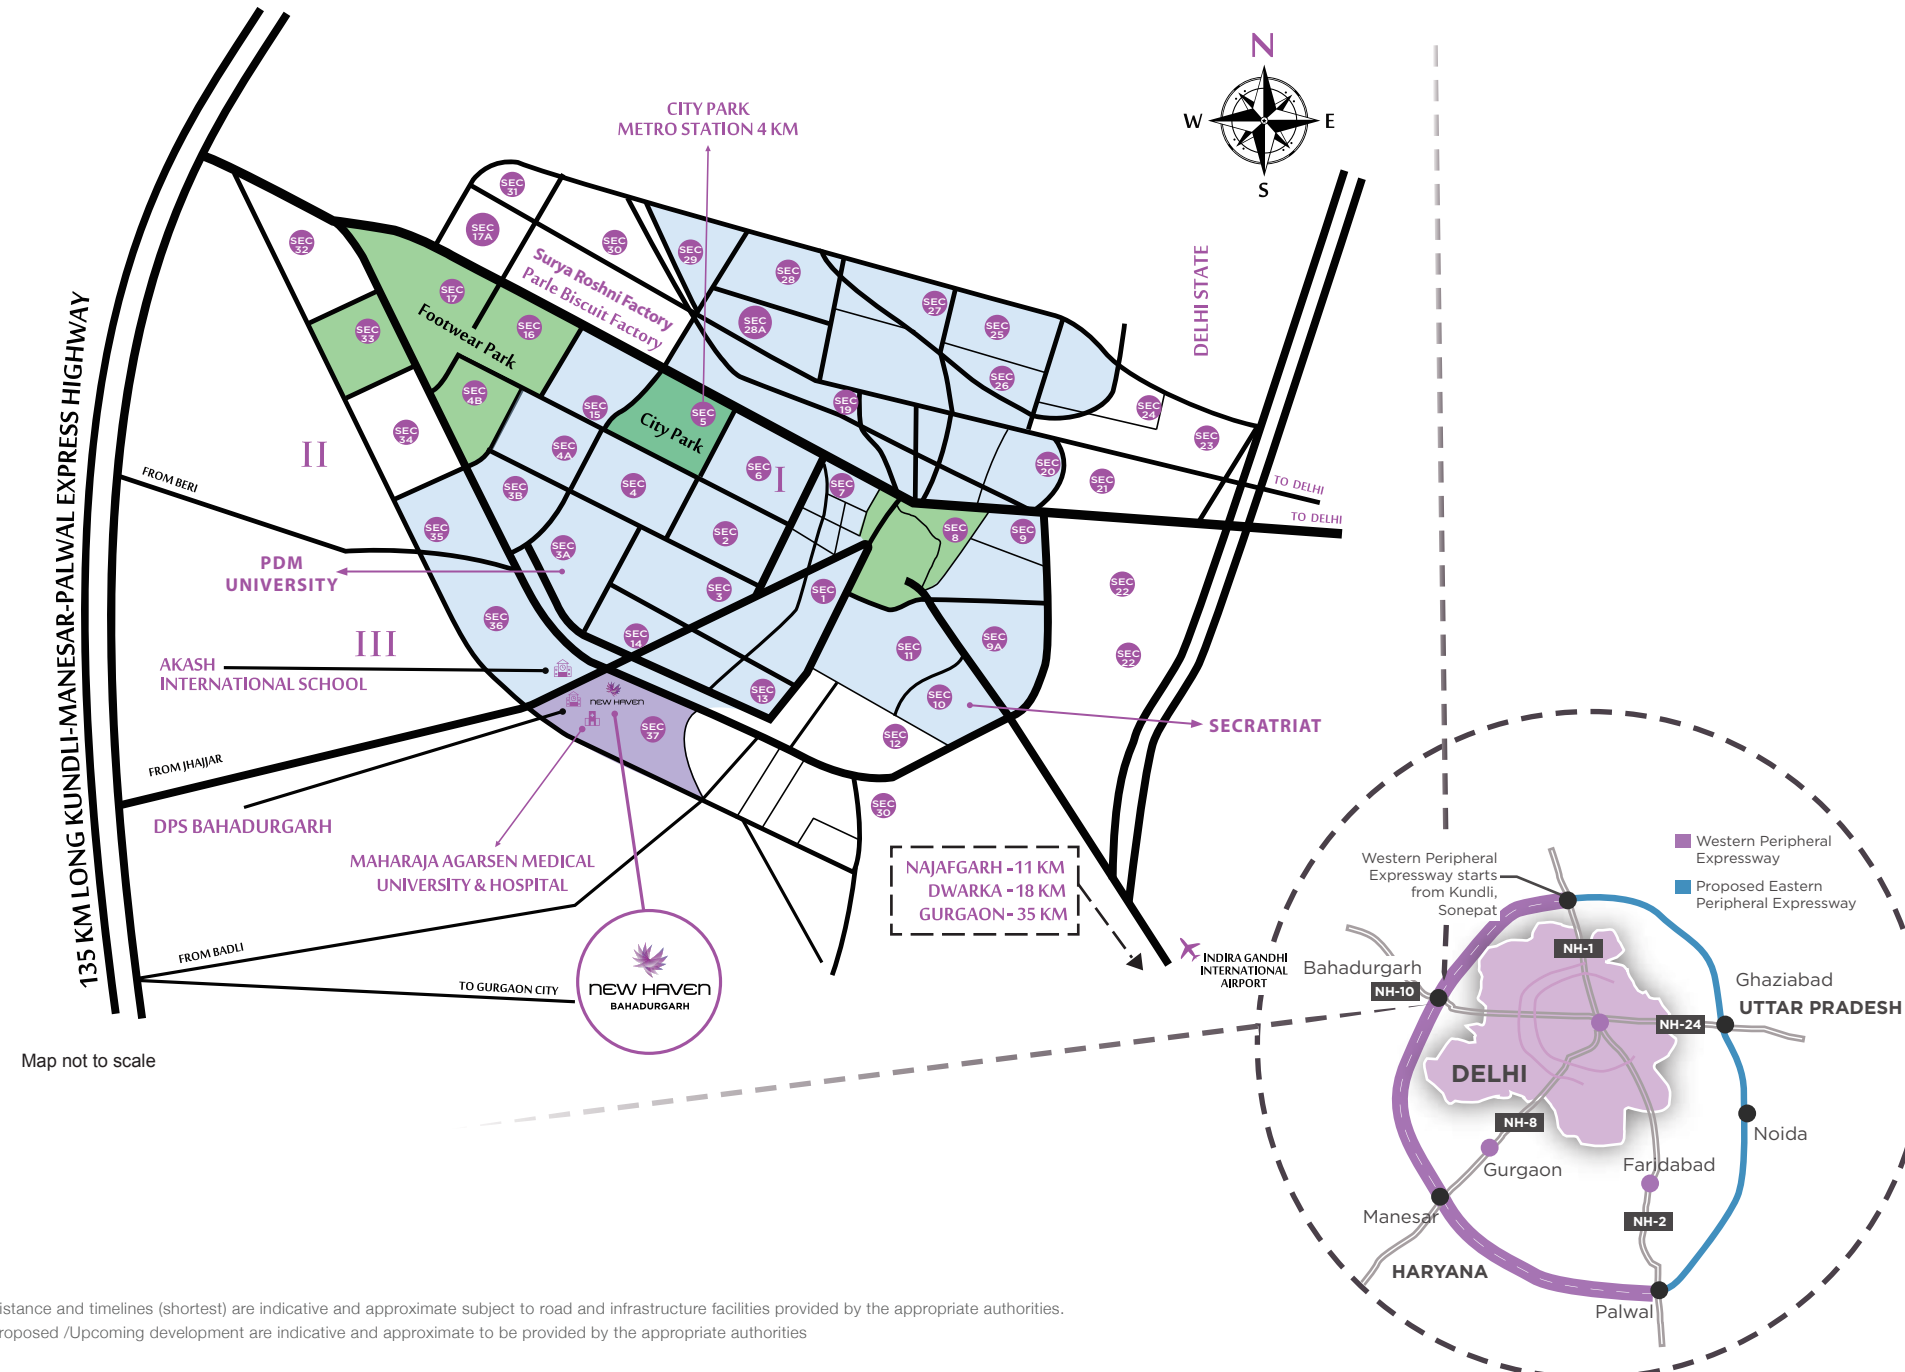 N
W
E
S
CITY PARK
METRO STATION 4 KM
SEC
31
SEC
17A
SEC
30
SEC
32
SEC
29
SEC
28
SEC
28A
SEC
27
SEC
25
SEC
26
SEC
24
SEC
23
DELHI STATE
Surya Roshni Factory
Parle Biscuit Factory
SEC
17
SEC
16
Footwear Park
SEC
33
SEC
4B
SEC
34
SEC
15
SEC
5
City Park
SEC
19
SEC
20
SEC
21
TO DELHI
TO DELHI
II
I
SEC
4A
SEC
4
SEC
6
SEC
7
SEC
8
SEC
9
SEC
3B
SEC
35
SEC
3A
SEC
2
SEC
3
SEC
1
SEC
22
SEC
22
FROM BERI
PDM
UNIVERSITY
III
SEC
36
SEC
14
SEC
13
SEC
11
SEC
9A
SEC
10
SEC
12
SECRATRIAT
AKASH
INTERNATIONAL SCHOOL
NEW HAVEN
SEC
37
FROM JHAJJAR
DPS BAHADURGARH
SEC
30
MAHARAJA AGARSEN MEDICAL
UNIVERSITY & HOSPITAL
135 KM LONG KUNDLI-MANESAR-PALWAL EXPRESS HIGHWAY
NAJAFGARH - 11 KM
DWARKA - 18 KM
GURGAON - 35 KM
INDIRA GANDHI
INTERNATIONAL
AIRPORT
FROM BADLI
TO GURGAON CITY
NEW HAVEN
BAHADURGARH
Map not to scale
Western Peripheral
Expressway
Proposed Eastern
Peripheral Expressway
Western Peripheral
Expressway starts
from Kundli,
Sonepat
NH-1
Bahadurgarh
NH-10
Ghaziabad
UTTAR PRADESH
NH-24
DELHI
NH-8
Noida
Gurgaon
Faridabad
Manesar
NH-2
HARYANA
Palwal
istance and timelines (shortest) are indicative and approximate subject to road and infrastructure facilities provided by the appropriate authorities.
roposed /Upcoming development are indicative and approximate to be provided by the appropriate authorities